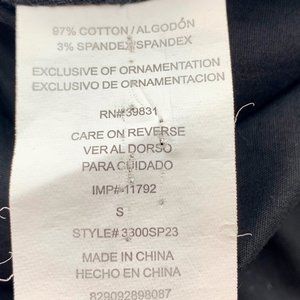 97% COTTON/ALGODÓN
3% SPANDEX/SPANDEX
EXCLUSIVE OF ORNAMENTATION
EXCLUSIVO DE ORNAMENTACION
RN# 39831
CARE ON REVERSE
VER AL DORSO
PARA CUIDADO
IMP# 11792
S
STYLE# 3300SP23
MADE IN CHINA
HECHO EN CHINA
829092898087